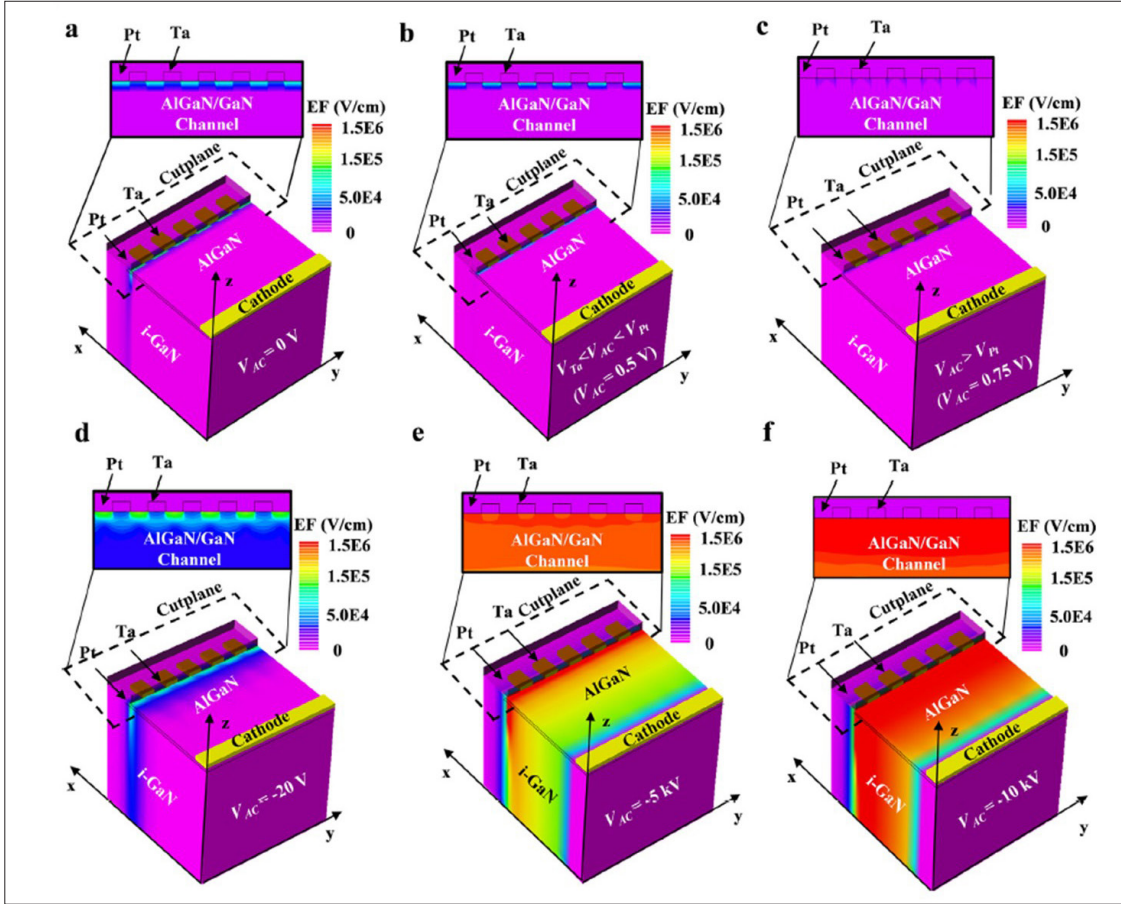 a
Pt
Ta
AlGaN/GaN
Channel
EF (V/cm)
1.5E6
1.5E5
5.0E4
0
Cutplane
Ta
Pt
AlGaN
z
Cathode
i-GaN
x
V_AC = 0 V
y
b
Pt
Ta
AlGaN/GaN
Channel
EF (V/cm)
1.5E6
1.5E5
5.0E4
0
Cutplane
Ta
Pt
AlGaN
z
Cathode
i-GaN
x
V_Ta<V_AC<V_Pt
(V_AC = 0.5 V)
y
c
Pt
Ta
AlGaN/GaN
Channel
EF (V/cm)
1.5E6
1.5E5
5.0E4
0
Cutplane
Ta
Pt
AlGaN
z
Cathode
i-GaN
x
V_AC> V_Pt
(V_AC = 0.75 V)
y
d
Pt
Ta
AlGaN/GaN
Channel
EF (V/cm)
1.5E6
1.5E5
5.0E4
0
Cutplane
Ta
Pt
AlGaN
z
Cathode
i-GaN
x
V_AC = -20 V
y
e
Pt
Ta
AlGaN/GaN
Channel
EF (V/cm)
1.5E6
1.5E5
5.0E4
0
Cutplane
Ta
Pt
AlGaN
z
Cathode
i-GaN
x
V_AC = -5 kV
y
f
Pt
Ta
AlGaN/GaN
Channel
EF (V/cm)
1.5E6
1.5E5
5.0E4
0
Cutplane
Ta
Pt
AlGaN
z
Cathode
i-GaN
x
V_AC = -10 kV
y